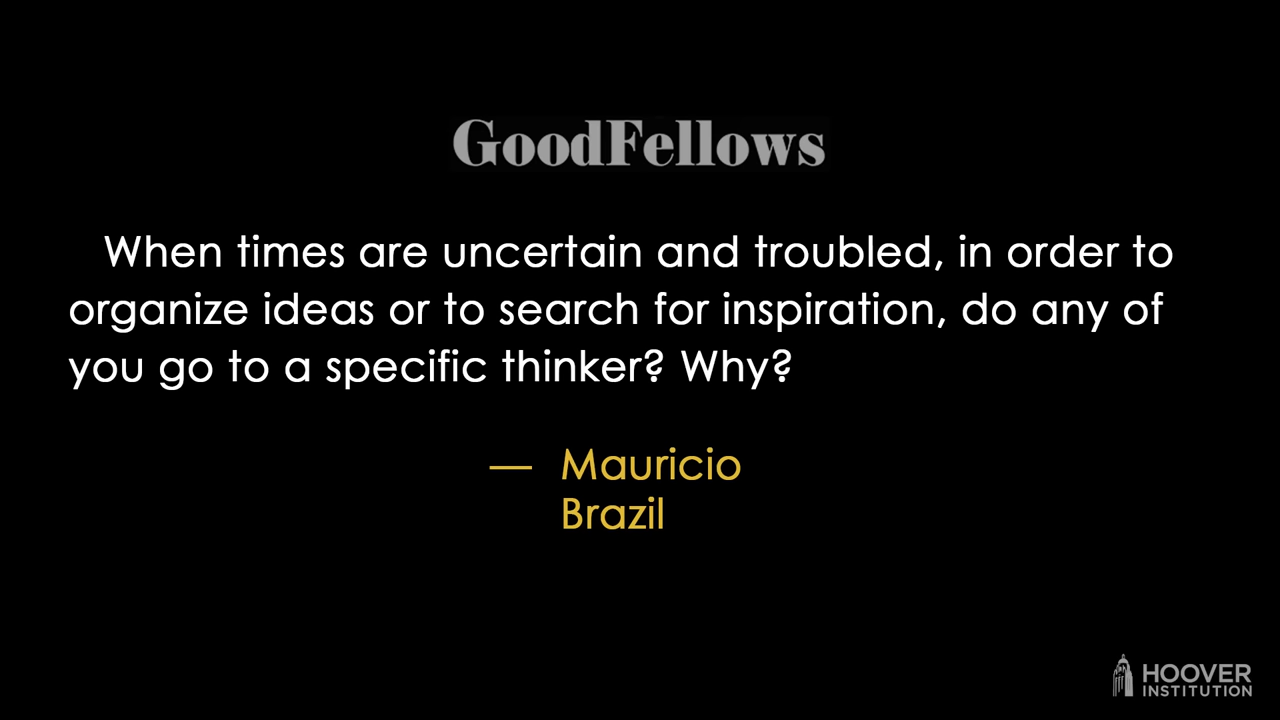 GoodFellows
When times are uncertain and troubled, in order to
organize ideas or to search for inspiration, do any of
you go to a specific thinker? Why?
— Mauricio
Brazil
HOOVER
INSTITUTION